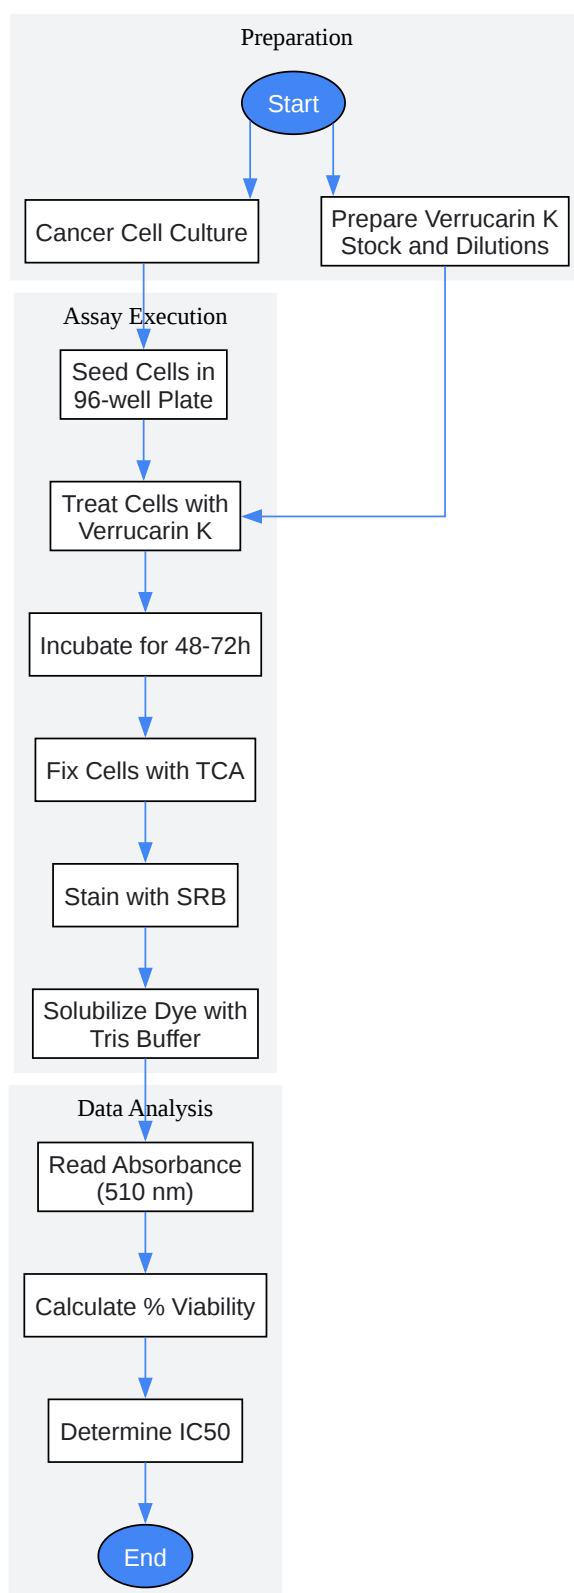 Preparation
Start
Cancer Cell Culture
Prepare Verrucarin K
Stock and Dilutions
Assay Execution
Seed Cells in
96-well Plate
Treat Cells with
Verrucarin K
Incubate for 48-72h
Fix Cells with TCA
Stain with SRB
Solubilize Dye with
Tris Buffer
Data Analysis
Read Absorbance
(510 nm)
Calculate % Viability
Determine IC50
End